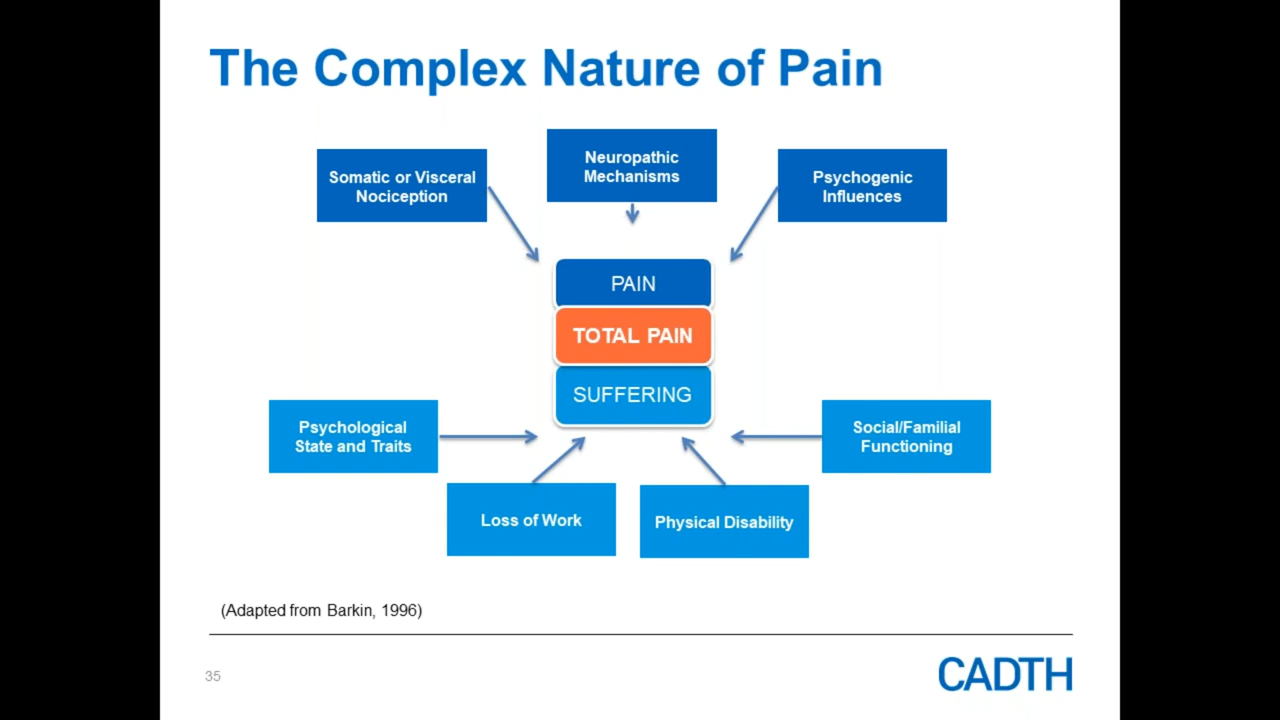 The Complex Nature of Pain
Somatic or Visceral
Nociception
Neuropathic
Mechanisms
Psychogenic
Influences
PAIN
TOTAL PAIN
SUFFERING
Psychological
State and Traits
Social/Familial
Functioning
Loss of Work
Physical Disability
(Adapted from Barkin, 1996)
35
CADTH